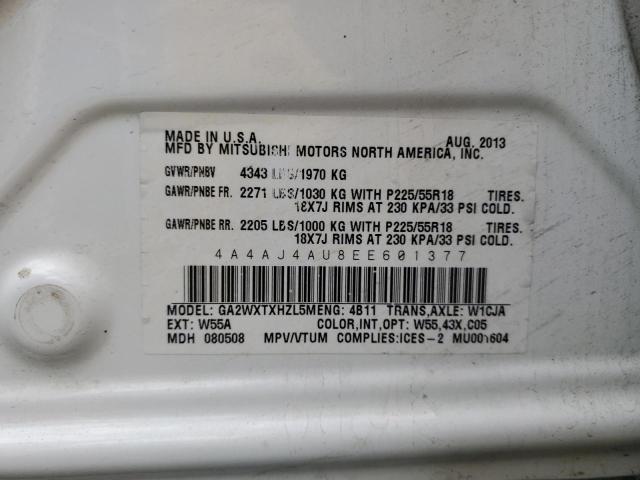 MADE IN U.S.A. AUG, 2013
MFD BY MITSUBISHI MOTORS NORTH AMERICA, INC.
GVWR/PNBV 4343 LBS/1970 KG
GAWR/PNBE FR. 2271 LBS/1030 KG WITH P225/55R18 TIRES.
18X7J RIMS AT 230 KPA/33 PSI COLD.
GAWR/PNBE RR. 2205 LBS/1000 KG WITH P225/55R18 TIRES.
18X7J RIMS AT 230 KPA/33 PSI COLD.
4A4AJ4AU8EE601377
MODEL: GA2WXTXHZL5MENG: 4B11 TRANS,AXLE: W1CJA
EXT: W55A COLOR,INT,OPT: W55,43X,C05
MDH 080508 MPV/VTUM COMPLIES:ICES-2 MU001604